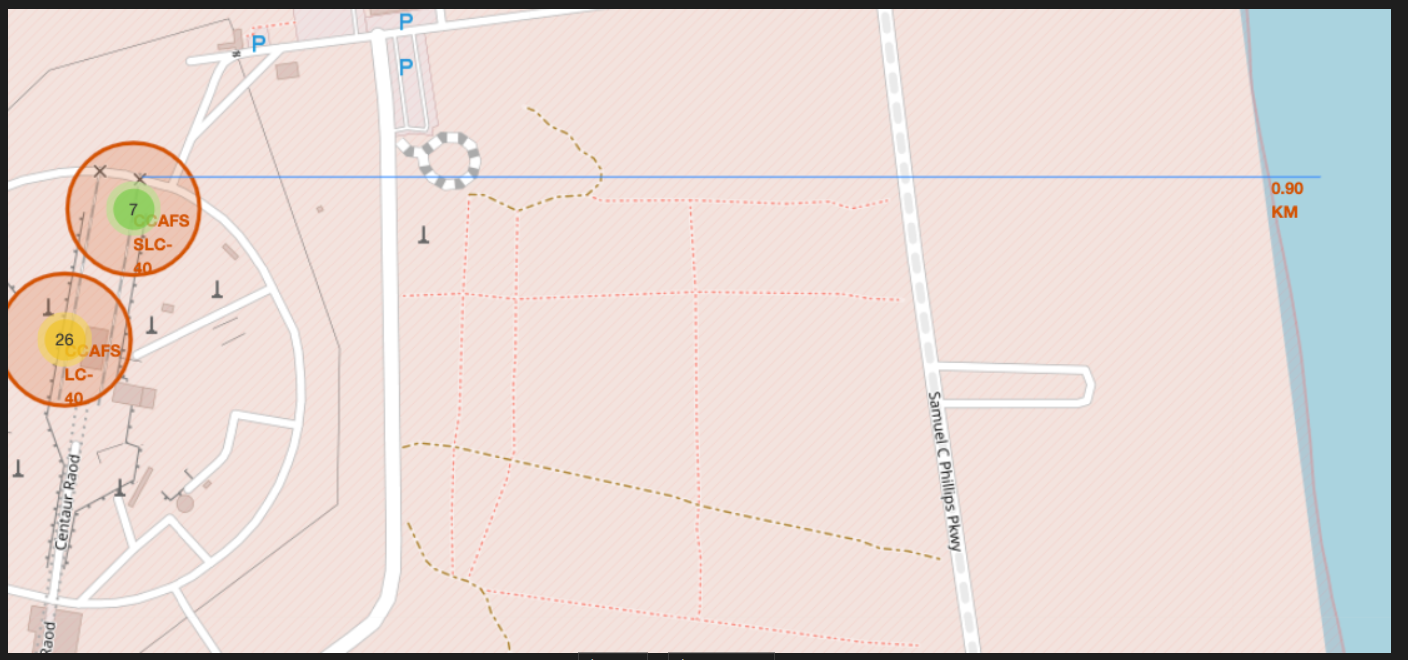 P
P
P
0.90
KM
7
CCAFS
SLC-
40
26
CCAFS
LC-
40
Samuel C Phillips Pkwy
Centaur Raod
Raod